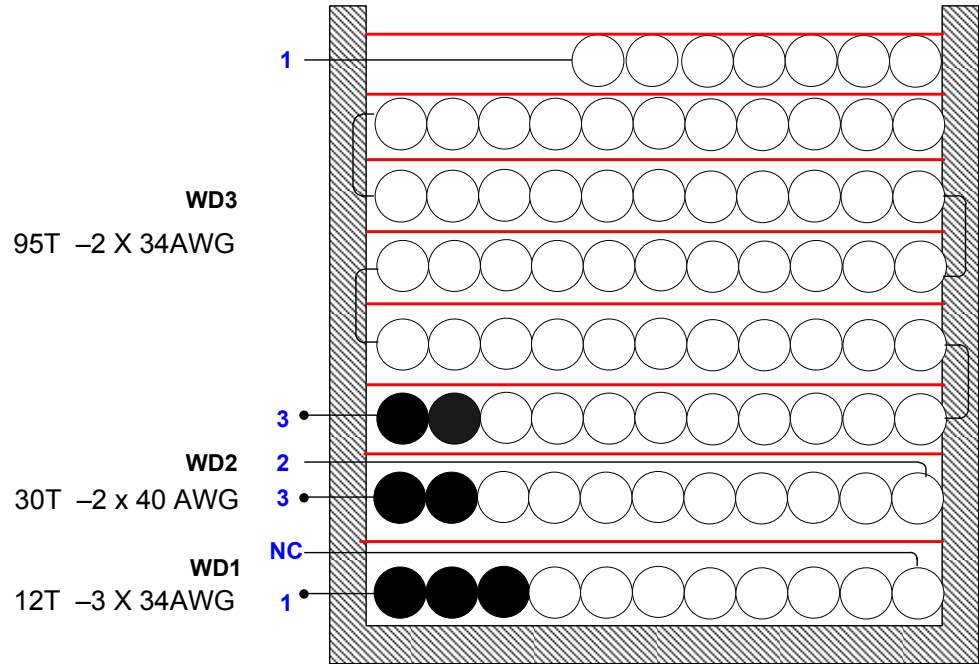 1
WD3
95T –2 X 34AWG
3
WD2 2
30T –2 x 40 AWG 3
NC
WD1
12T –3 X 34AWG 1